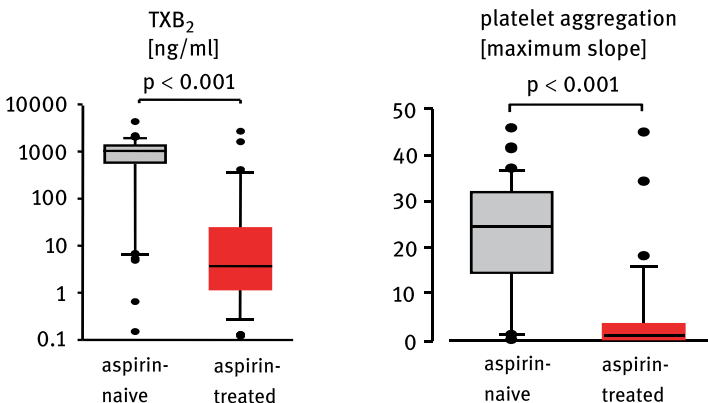 TXB₂
[ng/ml]
p < 0.001
10000
1000
100
10
1
0.1
aspirin-
naive
aspirin-
treated
platelet aggregation
[maximum slope]
p < 0.001
50
40
30
20
10
0
aspirin-
naive
aspirin-
treated